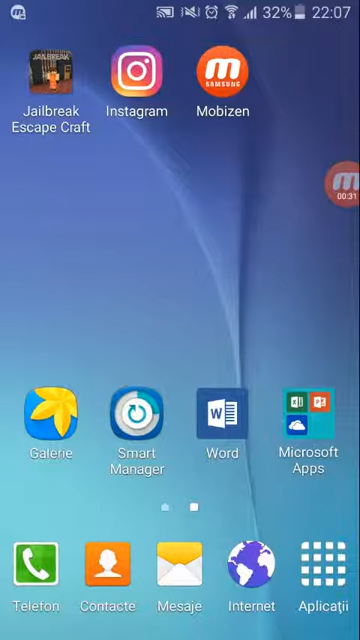 32% 22:07
JAILBREAK
Jailbreak
Escape Craft
Instagram
m
SAMSUNG
Mobizen
00:31
Galerie
Smart
Manager
W
Word
Microsoft
Apps
Telefon
Contacte
Mesaje
Internet
Aplicații